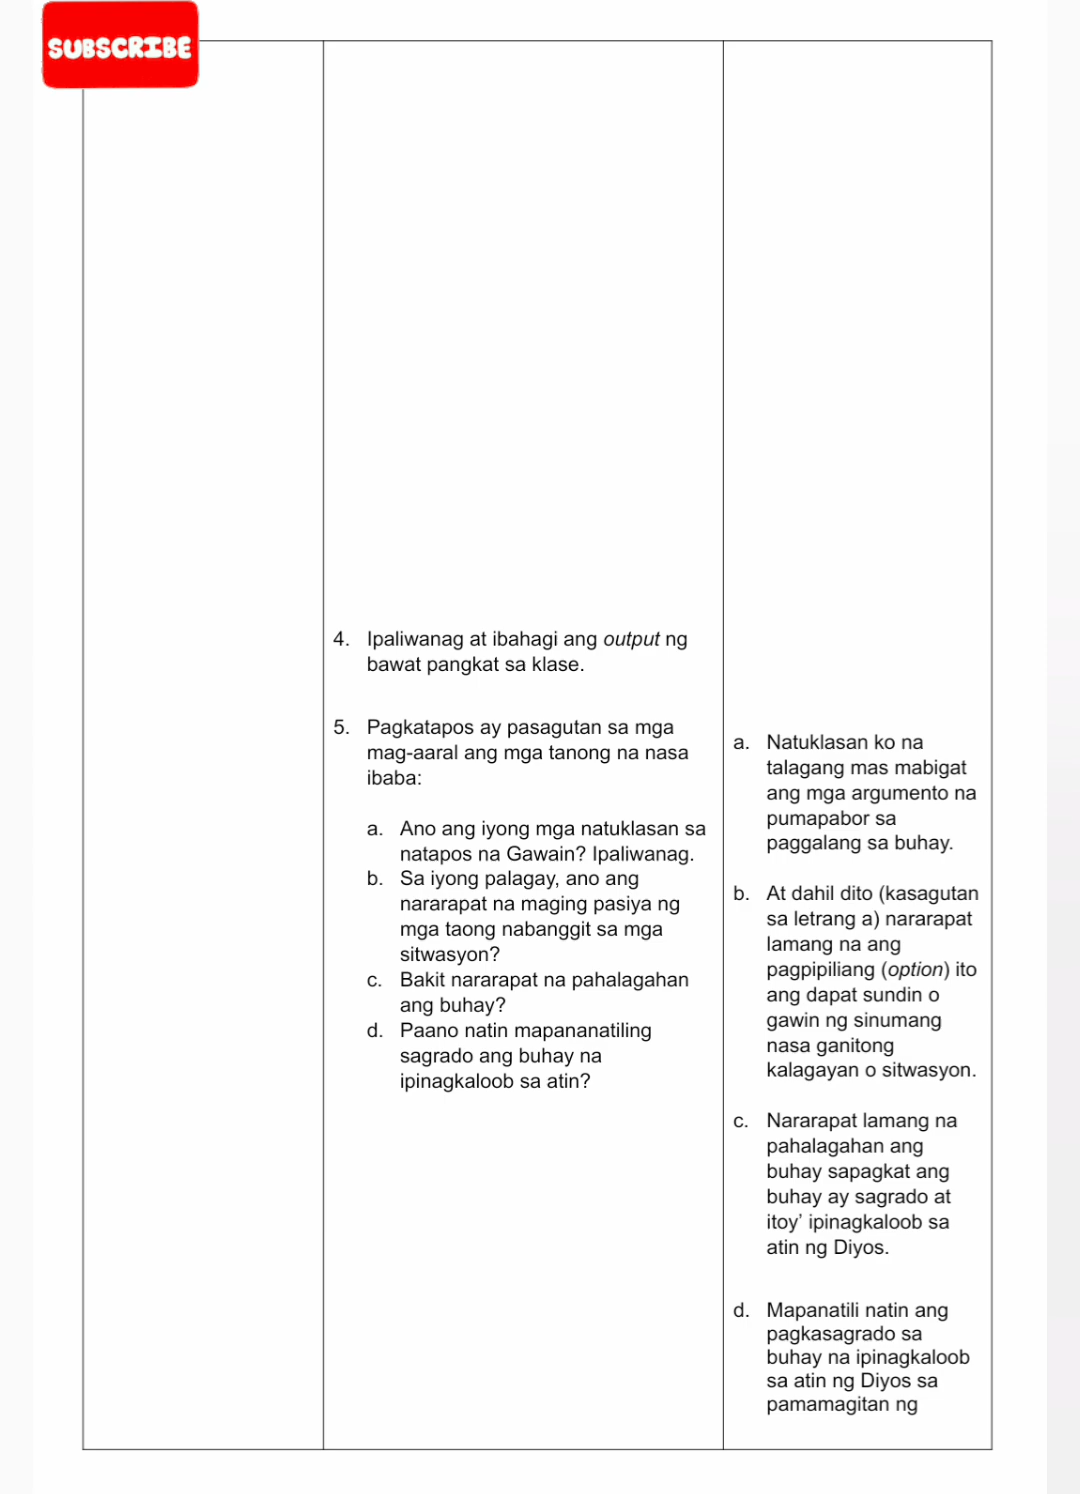 SUBSCRIBE
4. Ipaliwanag at ibahagi ang output ng
bawat pangkat sa klase.
5. Pagkatapos ay pasagutan sa mga
mag-aaral ang mga tanong na nasa
ibaba:
a. Ano ang iyong mga natuklasan sa
natapos na Gawain? Ipaliwanag.
b. Sa iyong palagay, ano ang
nararapat na maging pasiya ng
mga taong nabanggit sa mga
sitwasyon?
c. Bakit nararapat na pahalagahan
ang buhay?
d. Paano natin mapananatiling
sagrado ang buhay na
ipinagkaloob sa atin?
a. Natuklasan ko na
talagang mas mabigat
ang mga argumento na
pumapabor sa
paggalang sa buhay.
b. At dahil dito (kasagutan
sa letrang a) nararapat
lamang na ang
pagpipiliang (option) ito
ang dapat sundin o
gawin ng sinumang
nasa ganitong
kalagayan o sitwasyon.
c. Nararapat lamang na
pahalagahan ang
buhay sapagkat ang
buhay ay sagrado at
itoy’ ipinagkaloob sa
atin ng Diyos.
d. Mapanatili natin ang
pagkasagrado sa
buhay na ipinagkaloob
sa atin ng Diyos sa
pamamagitan ng